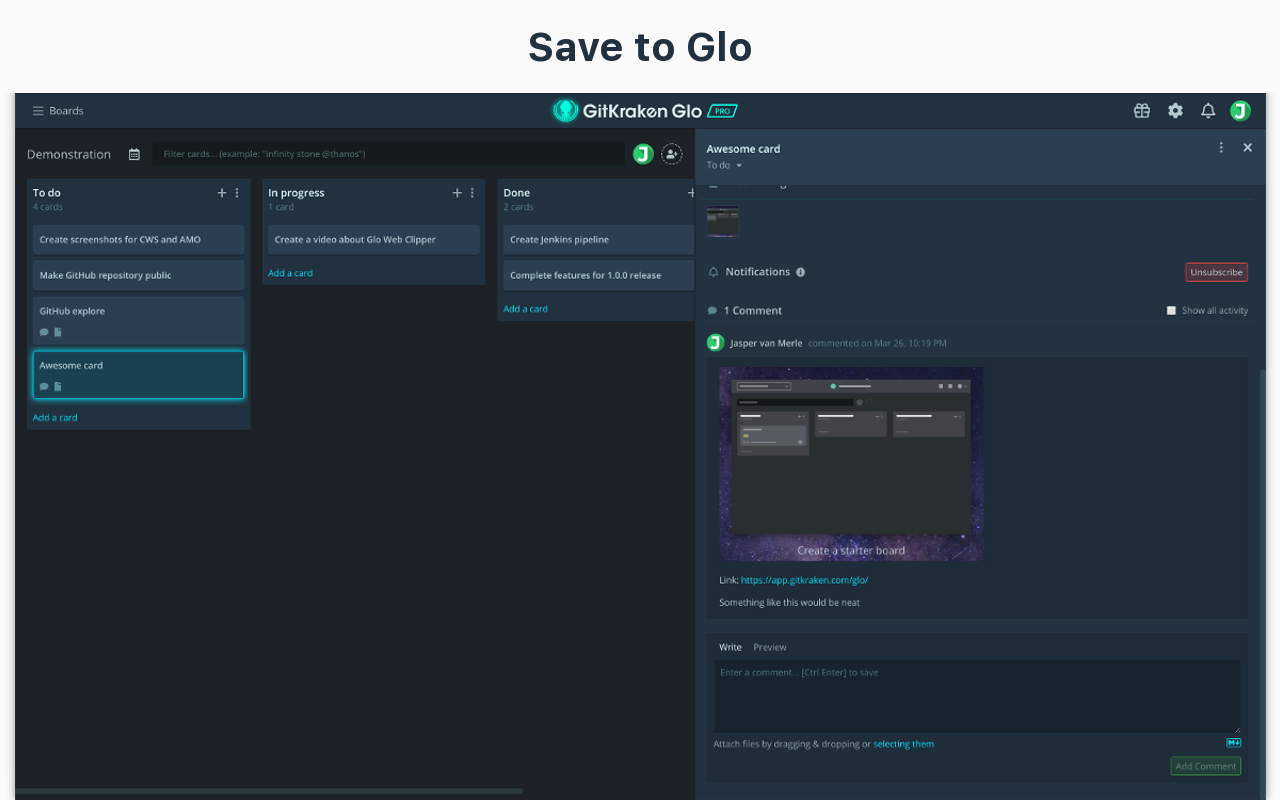 Save to Glo
Boards
GitKraken Glo PRO
J
Demonstration
Filter cards... (example: "infinity stone @thanos")
J
To do
4 cards
Create screenshots for CWS and AMO
Make GitHub repository public
GitHub explore
Awesome card
Add a card
In progress
1 card
Create a video about Glo Web Clipper
Add a card
Done
2 cards
Create Jenkins pipeline
Complete features for 1.0.0 release
Add a card
Awesome card
To do
Notifications
Unsubscribe
1 Comment
Show all activity
J
Jasper van Merle commented on Mar 26, 10:19 PM
Create a starter board
Link: https://app.gitkraken.com/glo/
Something like this would be neat
Write Preview
Enter a comment... [Ctrl Enter] to save
Attach files by dragging & dropping or selecting them
Add Comment